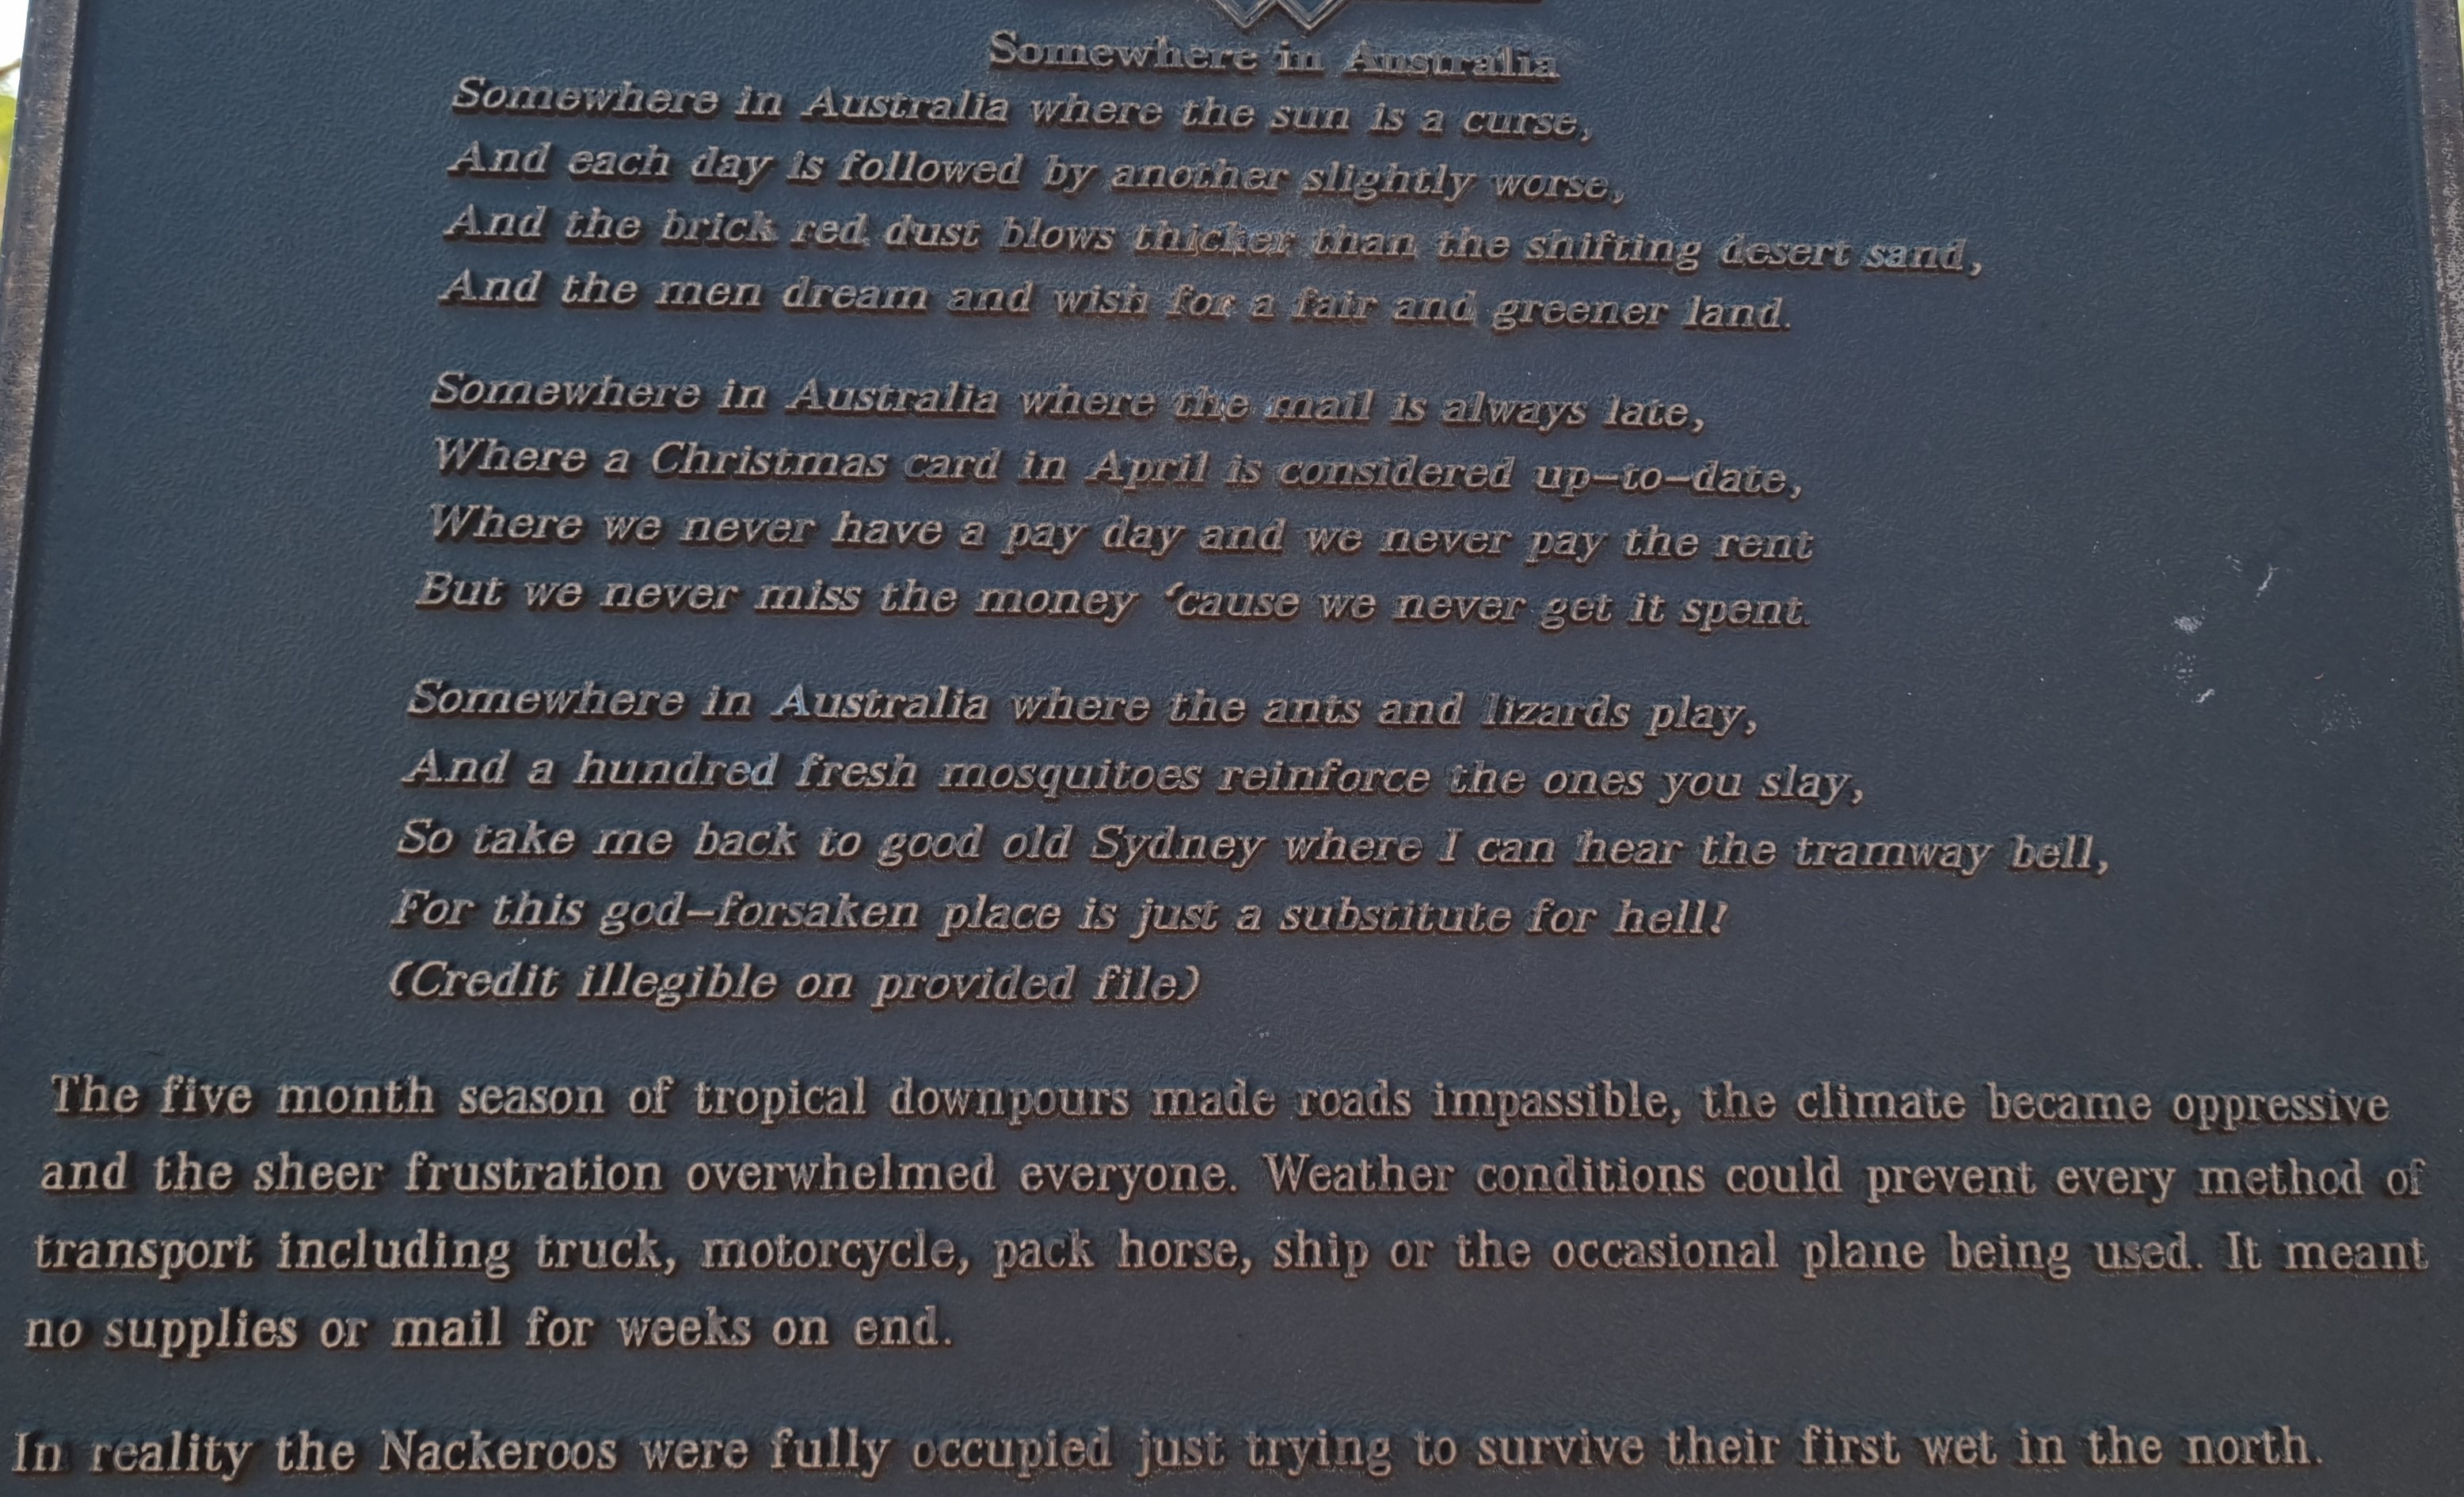 Somewhere in Australia
Somewhere in Australia where the sun is a curse,
And each day is followed by another slightly worse,
And the brick red dust blows thicker than the shifting desert sand,
And the men dream and wish for a fair and greener land.
Somewhere in Australia where the mail is always late,
Where a Christmas card in April is considered up-to-date,
Where we never have a pay day and we never pay the rent
But we never miss the money ‘cause we never get it spent.
Somewhere in Australia where the ants and lizards play,
And a hundred fresh mosquitoes reinforce the ones you slay,
So take me back to good old Sydney where I can hear the tramway bell,
For this god-forsaken place is just a substitute for hell!
(Credit illegible on provided file)
The five month season of tropical downpours made roads impassible, the climate became oppressive
and the sheer frustration overwhelmed everyone. Weather conditions could prevent every method of
transport including truck, motorcycle, pack horse, ship or the occasional plane being used. It meant
no supplies or mail for weeks on end.
In reality the Nackeroos were fully occupied just trying to survive their first wet in the north.